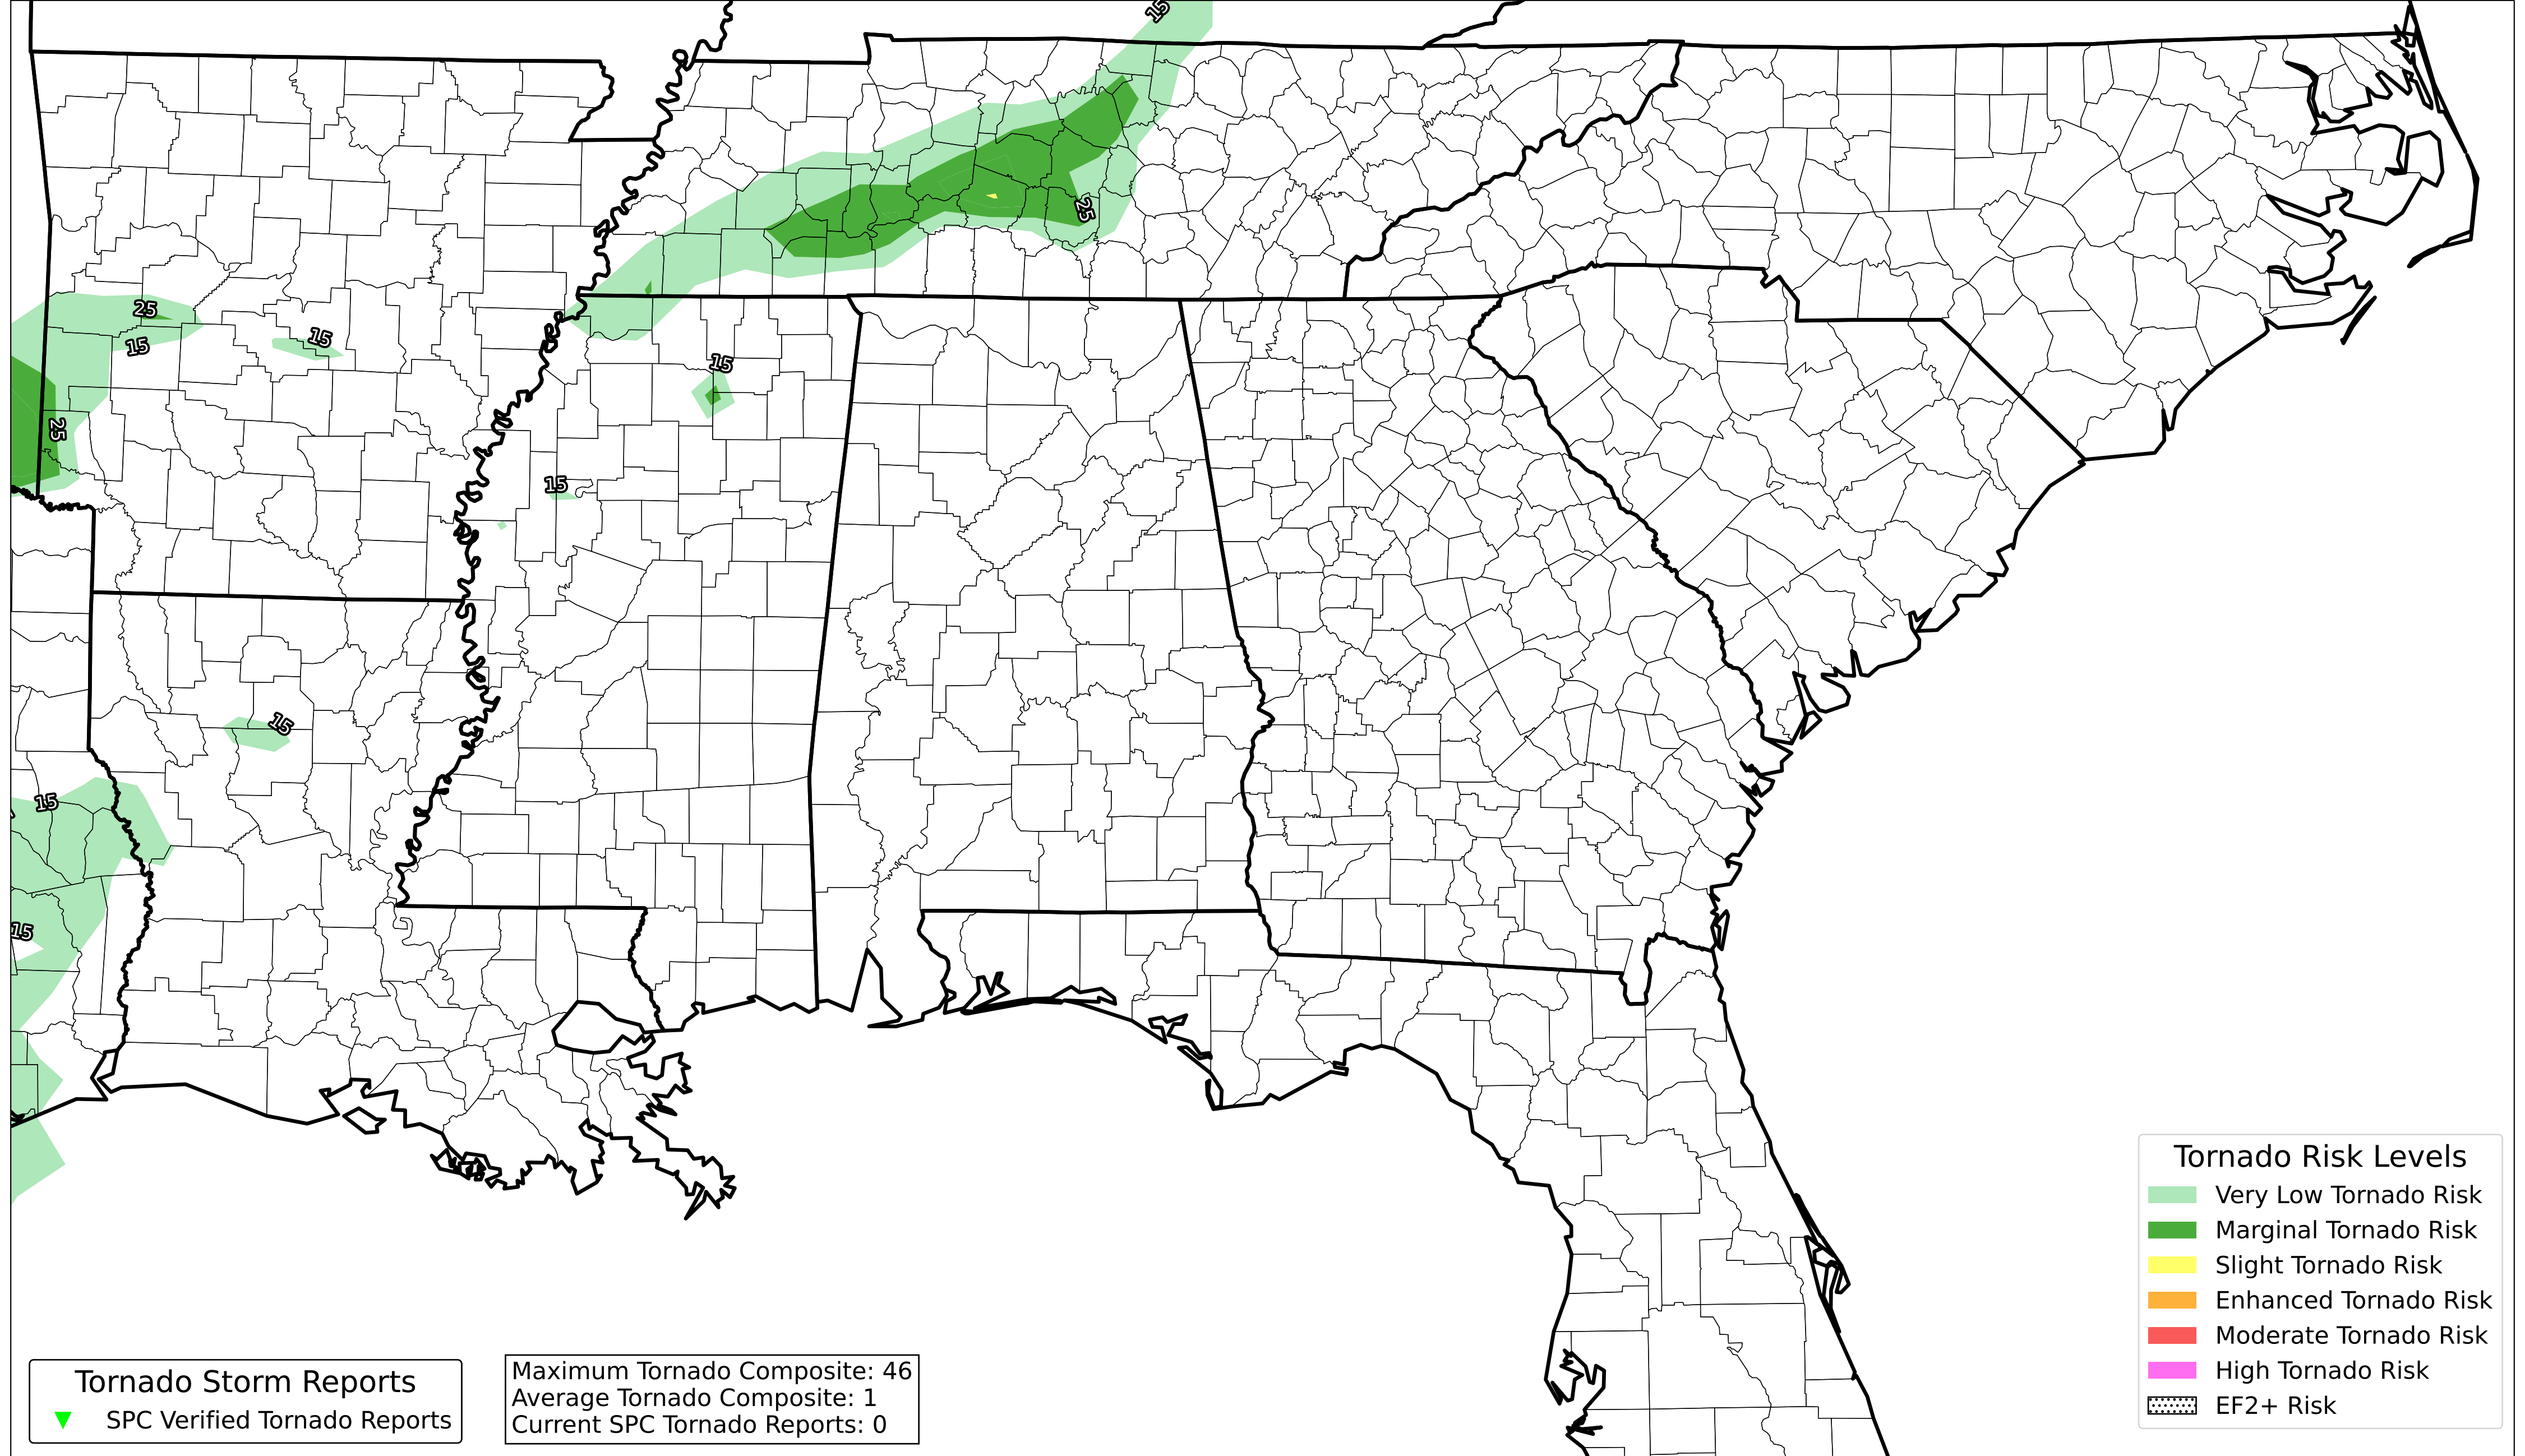 15
25
15
15
25
15
25
15
15
15
15
15
Tornado Risk Levels
Very Low Tornado Risk
Marginal Tornado Risk
Slight Tornado Risk
Enhanced Tornado Risk
Moderate Tornado Risk
High Tornado Risk
EF2+ Risk
Tornado Storm Reports
SPC Verified Tornado Reports
Maximum Tornado Composite: 46
Average Tornado Composite: 1
Current SPC Tornado Reports: 0